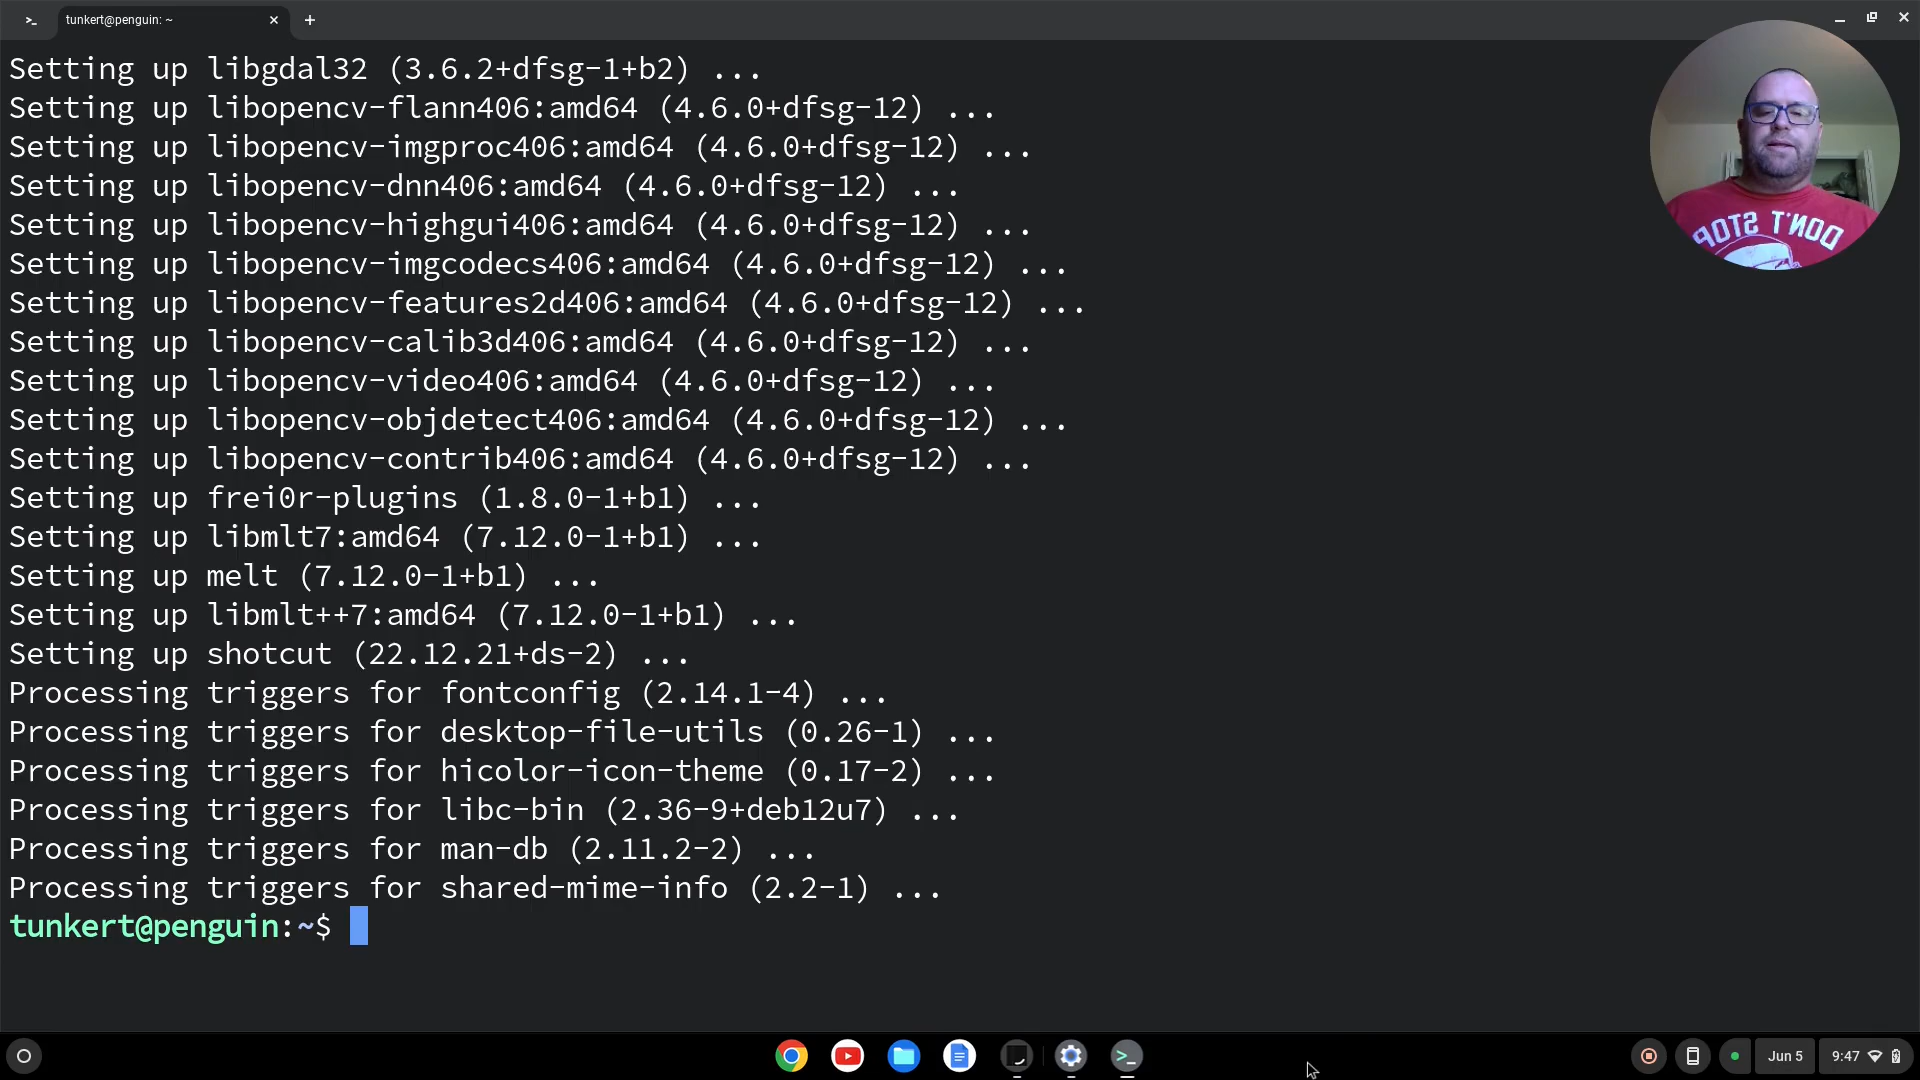 tunkert@penguin: ~
Setting up libgdal32 (3.6.2+dfsg-1+b2) ...
Setting up libopencv-flann406:amd64 (4.6.0+dfsg-12) ...
Setting up libopencv-imgproc406:amd64 (4.6.0+dfsg-12) ...
Setting up libopencv-dnn406:amd64 (4.6.0+dfsg-12) ...
Setting up libopencv-highgui406:amd64 (4.6.0+dfsg-12) ...
Setting up libopencv-imgcodecs406:amd64 (4.6.0+dfsg-12) ...
Setting up libopencv-features2d406:amd64 (4.6.0+dfsg-12) ...
Setting up libopencv-calib3d406:amd64 (4.6.0+dfsg-12) ...
Setting up libopencv-video406:amd64 (4.6.0+dfsg-12) ...
Setting up libopencv-objdetect406:amd64 (4.6.0+dfsg-12) ...
Setting up libopencv-contrib406:amd64 (4.6.0+dfsg-12) ...
Setting up frei0r-plugins (1.8.0-1+b1) ...
Setting up libmlt7:amd64 (7.12.0-1+b1) ...
Setting up melt (7.12.0-1+b1) ...
Setting up libmlt++7:amd64 (7.12.0-1+b1) ...
Setting up shotcut (22.12.21+ds-2) ...
Processing triggers for fontconfig (2.14.1-4) ...
Processing triggers for desktop-file-utils (0.26-1) ...
Processing triggers for hicolor-icon-theme (0.17-2) ...
Processing triggers for libc-bin (2.36-9+deb12u7) ...
Processing triggers for man-db (2.11.2-2) ...
Processing triggers for shared-mime-info (2.2-1) ...
tunkert@penguin:~$
DON'T STOP
Jun 5
9:47